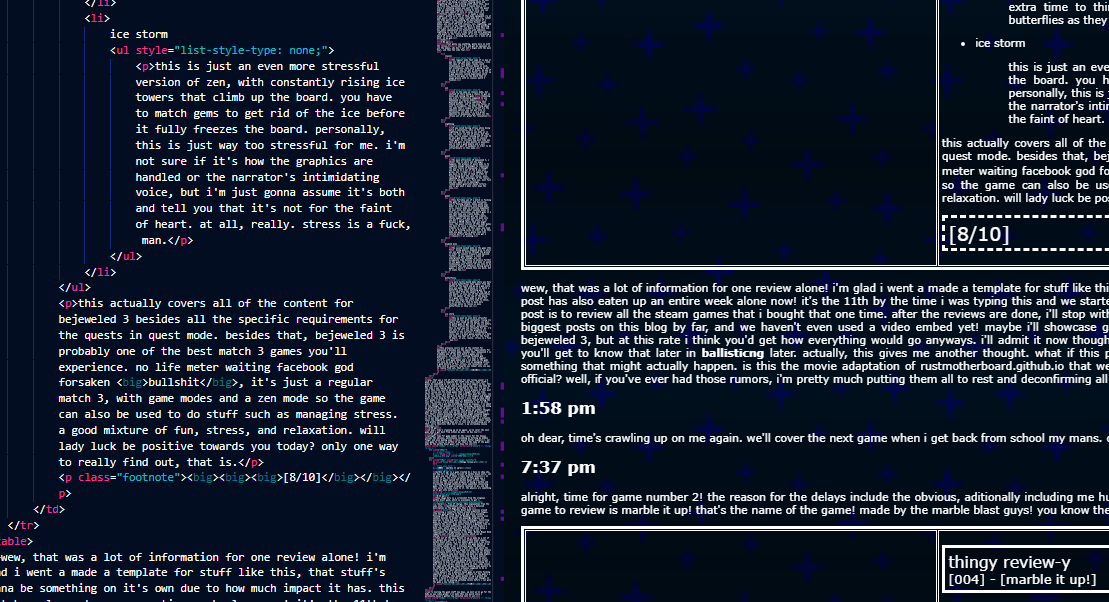 </li>
<li>
ice storm
<ul style="list-style-type: none;">
<p>this is just an even more stressful
version of zen, with constantly rising ice
towers that climb up the board. you have
to match gems to get rid of the ice before
it fully freezes the board. personally,
this is just way too stressful for me. i'm
not sure if it's how the graphics are
handled or the narrator's intimidating
voice, but i'm just gonna assume it's both
and tell you that it's not for the faint
of heart. at all, really. stress is a fuck,
man.</p>
</ul>
</li>
</ul>
<p>this actually covers all of the content for
bejeweled 3 besides all the specific requirements for
the quests in quest mode. besides that, bejeweled 3 is
probably one of the best match 3 games you'll
experience. no life meter waiting facebook god
forsaken <big>bullshit</big>, it's just a regular
match 3, with game modes and a zen mode so the game
can also be used to do stuff such as managing stress.
a good mixture of fun, stress, and relaxation. will
lady luck be positive towards you today? only one way
to really find out, that is.</p>
<p class="footnote"><big><big><big>[8/10]</big></big></
p>
</td>
</tr>
table>
wew, that was a lot of information for one review alone! i'm
d i went a made a template for stuff like this, that stuff's
na be something on it's own due to how much impact it has. this
extra time to thi
butterflies as they
• ice storm
this is just an eve
the board. you h
personally, this is
the narrator's intim
the faint of heart.
this actually covers all of the
quest mode. besides that, bej
meter waiting facebook god fo
so the game can also be us
relaxation. will lady luck be pos
[8/10]
wew, that was a lot of information for one review alone! i'm glad i went a made a template for stuff like thi
post has also eaten up an entire week alone now! it's the 11th by the time i was typing this and we starte
post is to review all the steam games that i bought that one time. after the reviews are done, i'll stop with
biggest posts on this blog by far, and we haven't even used a video embed yet! maybe i'll showcase g
bejeweled 3, but at this rate i think you'd get how everything would go anyways. i'll admit it now though
you'll get to know that later in ballisticng later. actually, this gives me another thought. what if this p
something that might actually happen. is this the movie adaptation of rustmotherboard.github.io that we
official? well, if you've ever had those rumors, i'm pretty much putting them all to rest and deconfirming all
1:58 pm
oh dear, time's crawling up on me again. we'll cover the next game when i get back from school my mans. c
7:37 pm
alright, time for game number 2! the reason for the delays include the obvious, aditionally including me hu
game to review is marble it up! that's the name of the game! made by the marble blast guys! you know the
thingy review-y
[004] - [marble it up!]